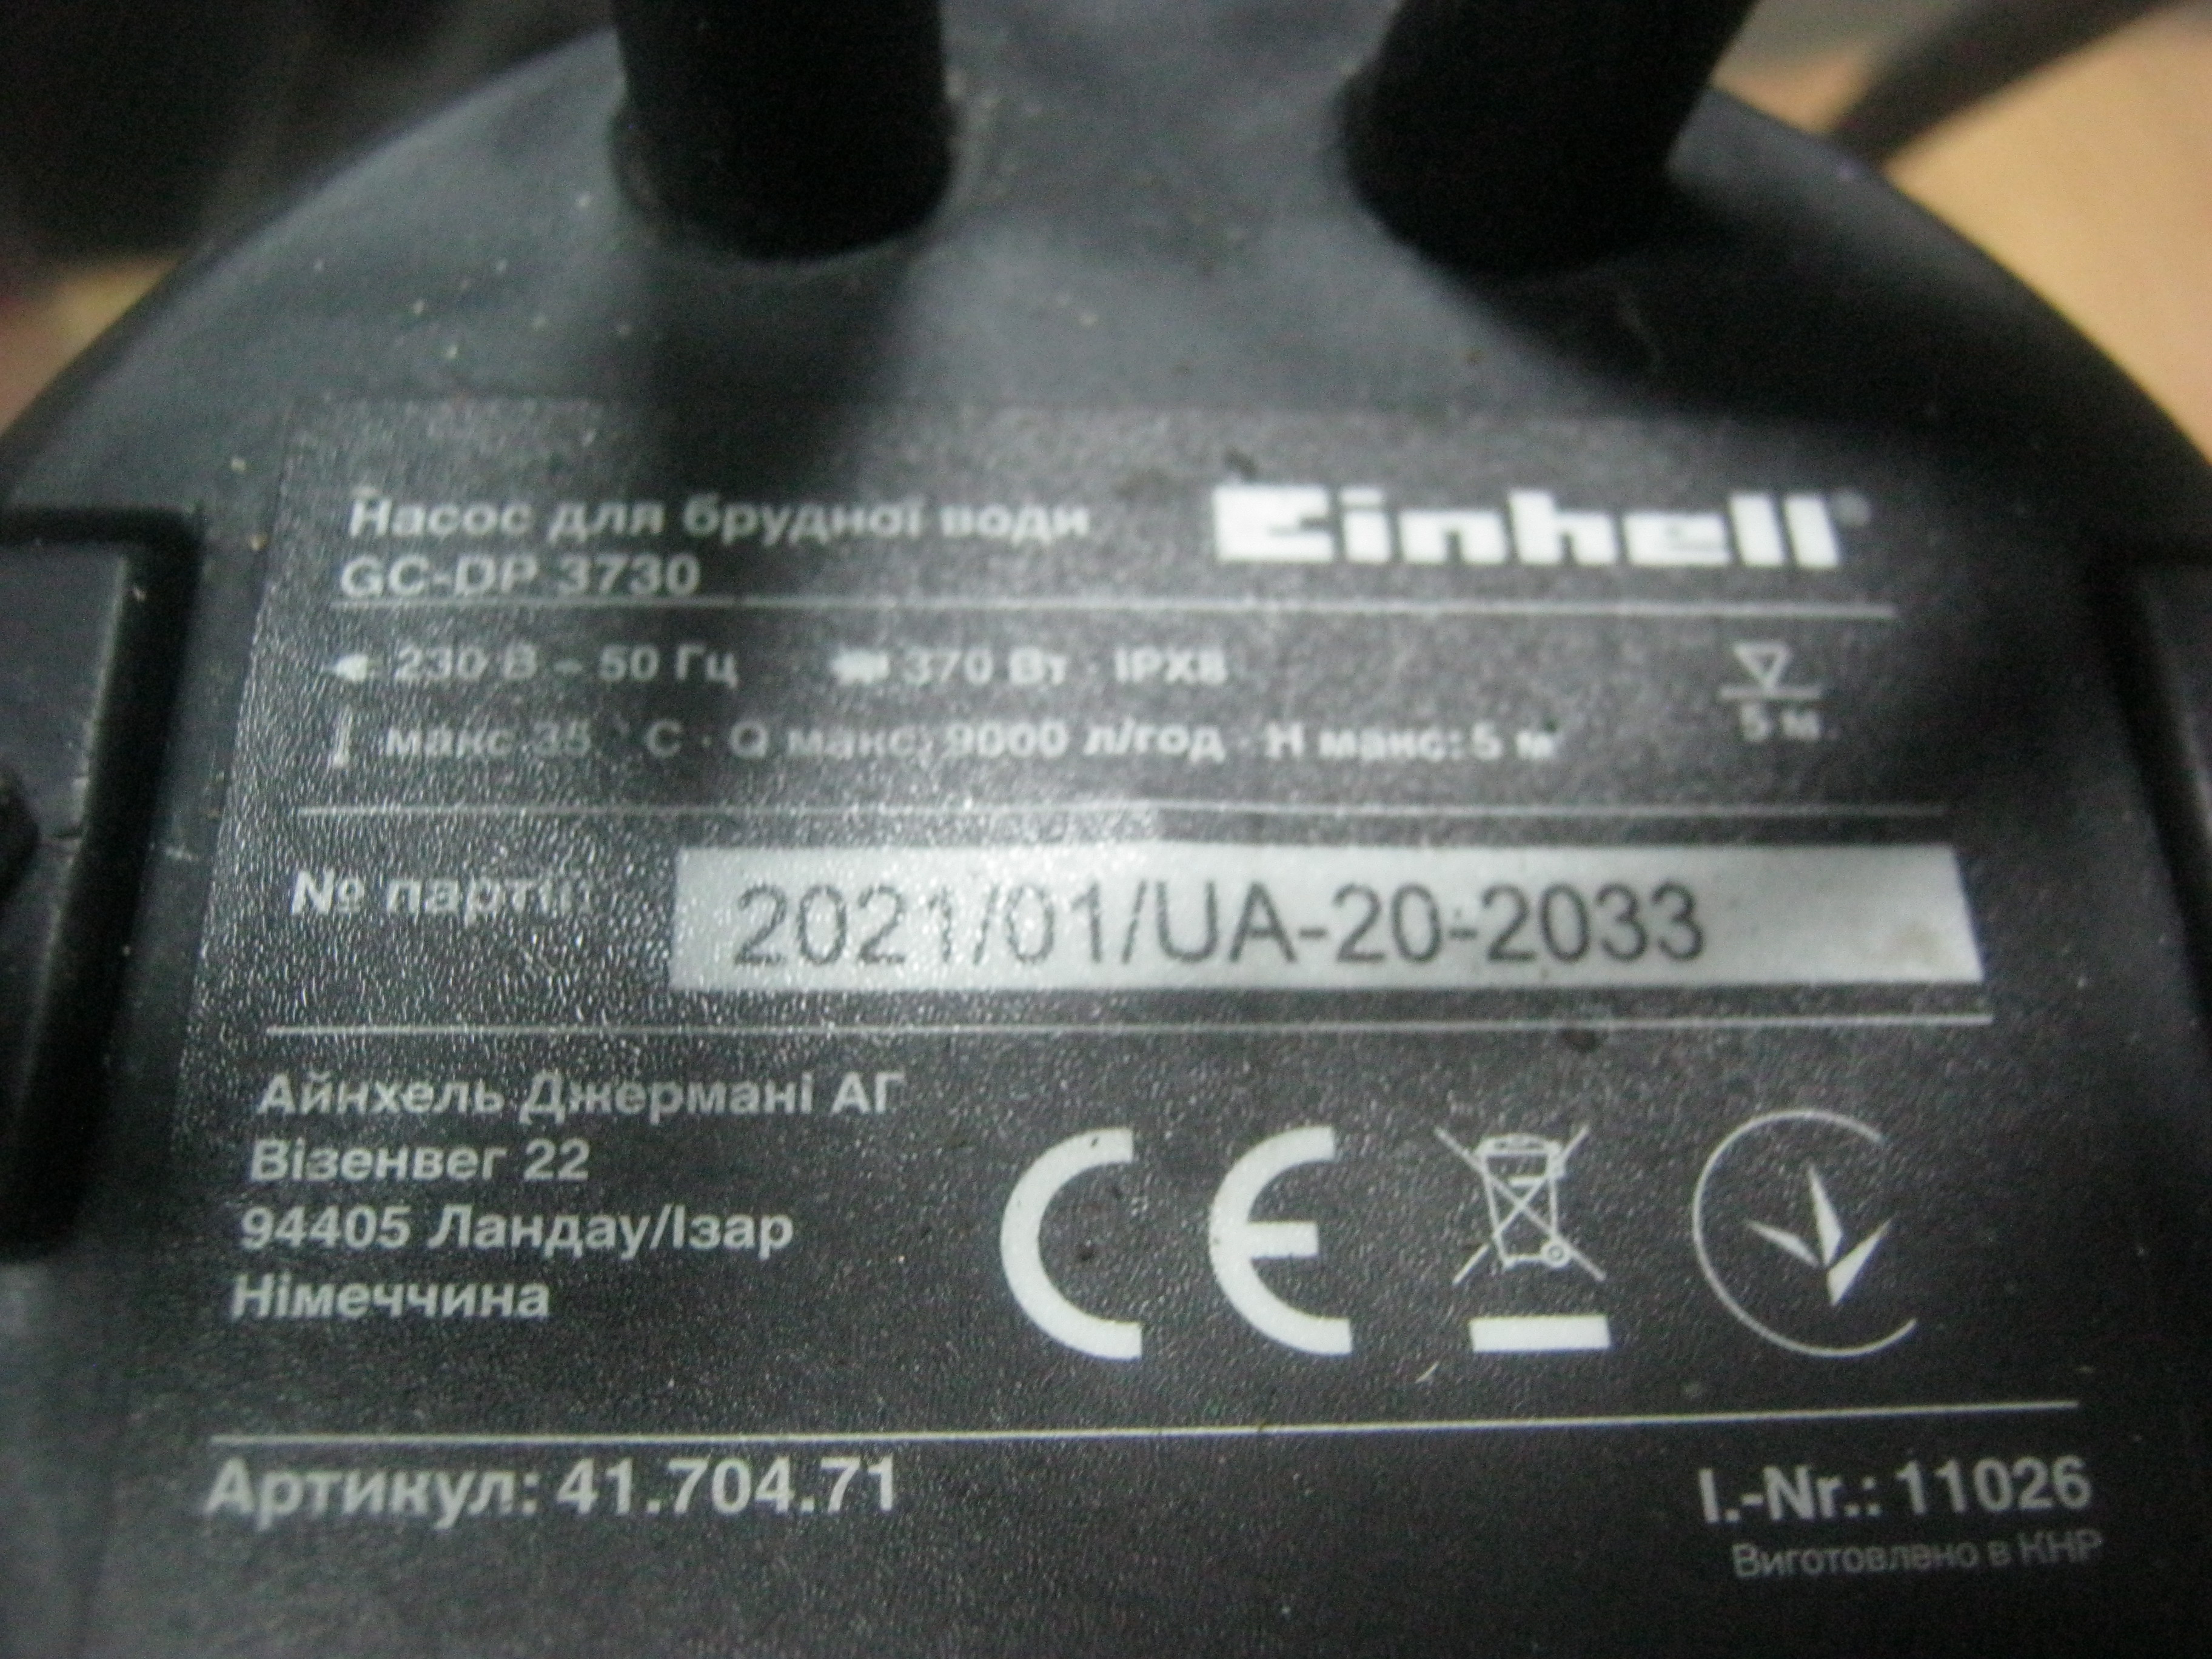 Насос для брудної води
GC-DP 3730
Einhell®
230 В ~ 50 Гц 370 Вт · IPX8
макс 35 °C · Q макс: 9000 л/год · H макс: 5 м
5 м
№ партії: 2021/01/UA-20-2033
Айнхель Джермані АГ
Візенвег 22
94405 Ландау/Ізар
Німеччина
CE
Артикул: 41.704.71
I.-Nr.: 11026
Виготовлено в КНР